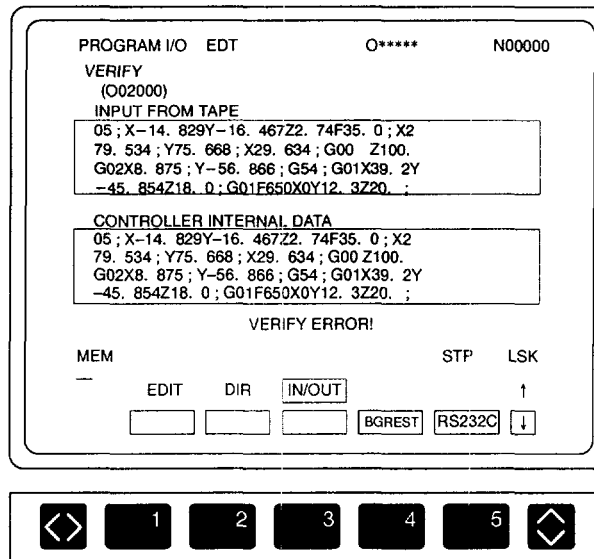 PROGRAM I/O EDT O***** N00000
VERIFY
(O02000)
INPUT FROM TAPE
05 ; X–14. 829Y–16. 467Z2. 74F35. 0 ; X2
79. 534 ; Y75. 668 ; X29. 634 ; G00 Z100.
G02X8. 875 ; Y–56. 866 ; G54 ; G01X39. 2Y
–45. 854Z18. 0 ; G01F650X0Y12. 3Z20. ;
CONTROLLER INTERNAL DATA
05 ; X–14. 829Y–16. 467Z2. 74F35. 0 ; X2
79. 534 ; Y75. 668 ; X29. 634 ; G00 Z100.
G02X8. 875 ; Y–56. 866 ; G54 ; G01X39. 2Y
–45. 854Z18. 0 ; G01F650X0Y12. 3Z20. ;
VERIFY ERROR!
MEM STP LSK
EDIT DIR IN/OUT ↑
BGREST RS232C ↓
1 2 3 4 5